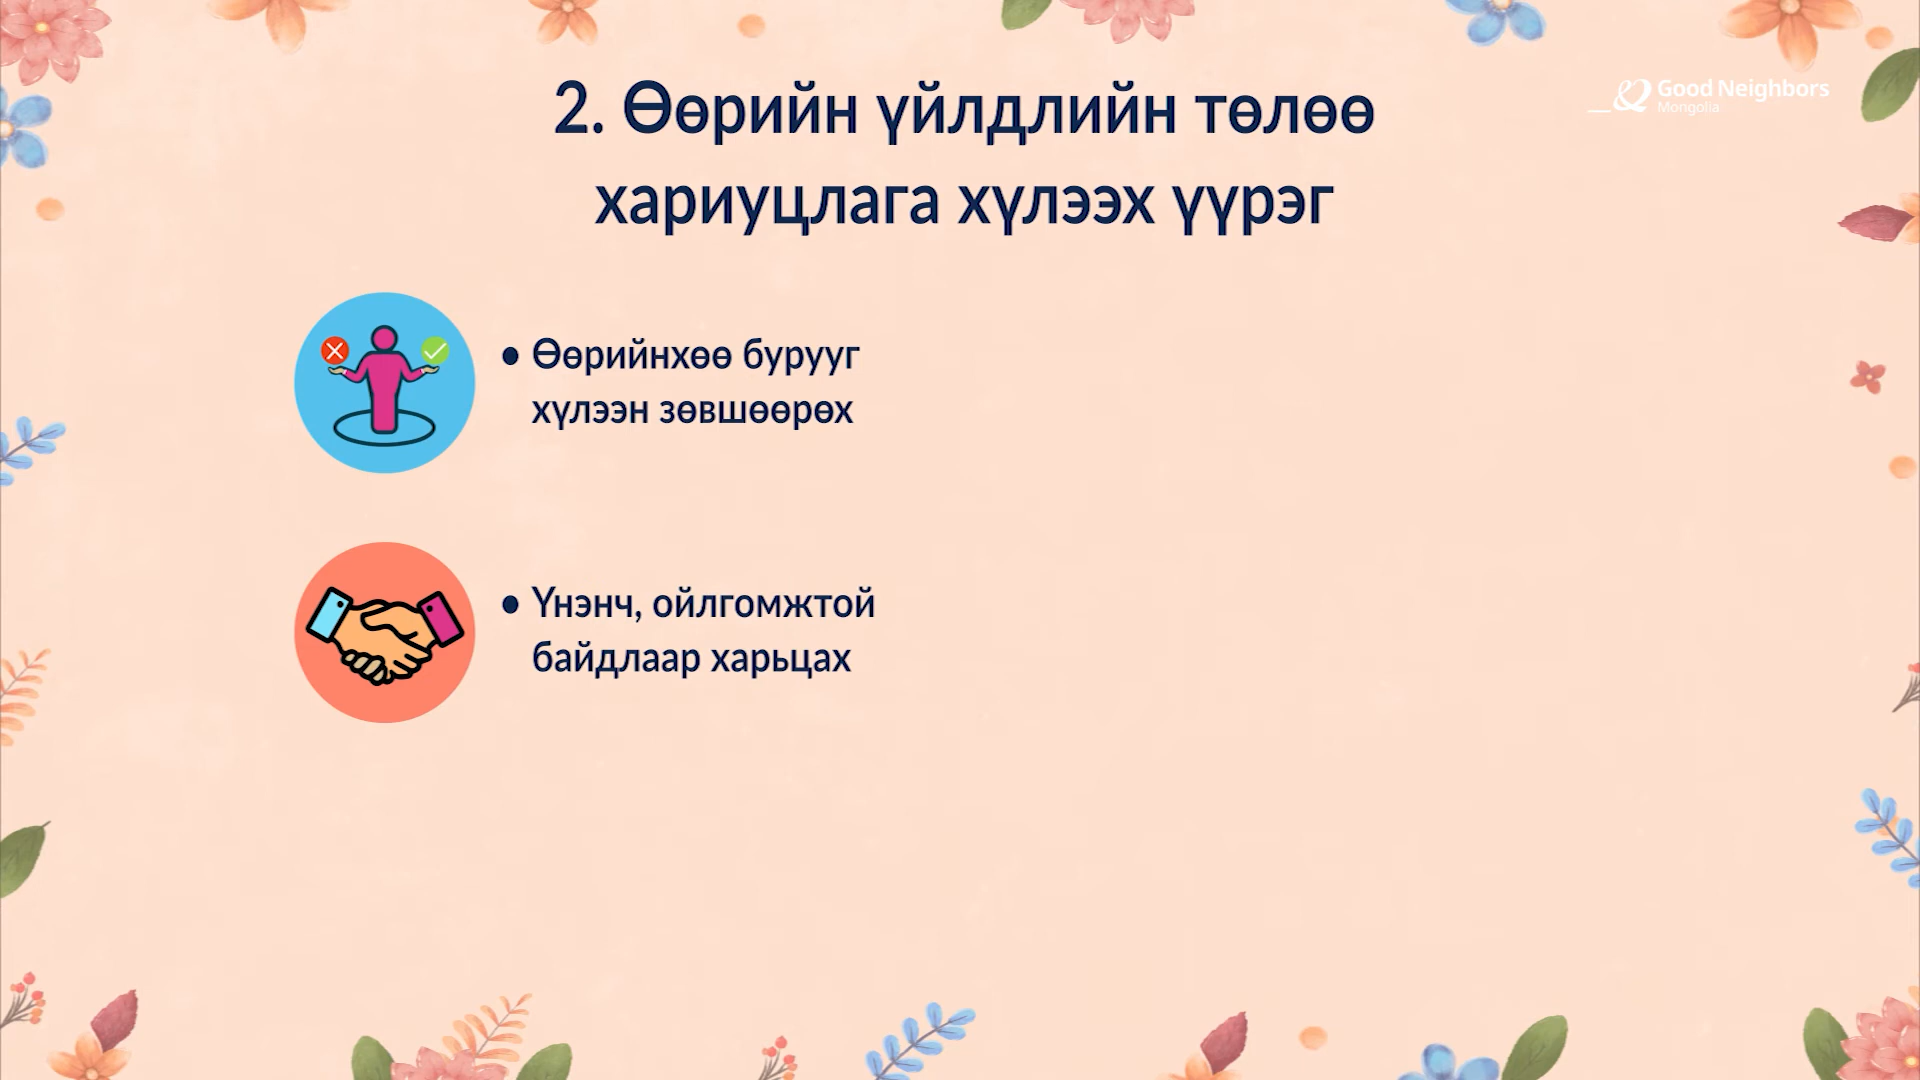 2. Өөрийн үйлдлийн төлөө
хариуцлага хүлээх үүрэг
Good Neighbors
Mongolia
• Өөрийнхөө бурууг
хүлээн зөвшөөрөх
• Үнэнч, ойлгомжтой
байдлаар харьцах